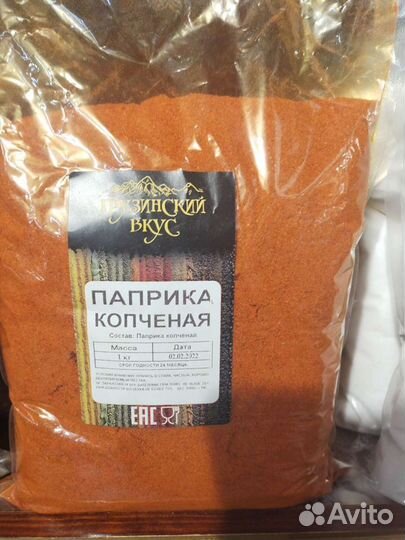 ГРУЗИНСКИЙ
ВКУС
ПАПРИКА
КОПЧЕНАЯ
Состав: Паприка копчёная
Масса Дата
1 кг 02.02.2022
СРОК ГОДНОСТИ 24 МЕСЯЦА
EAC
Avito